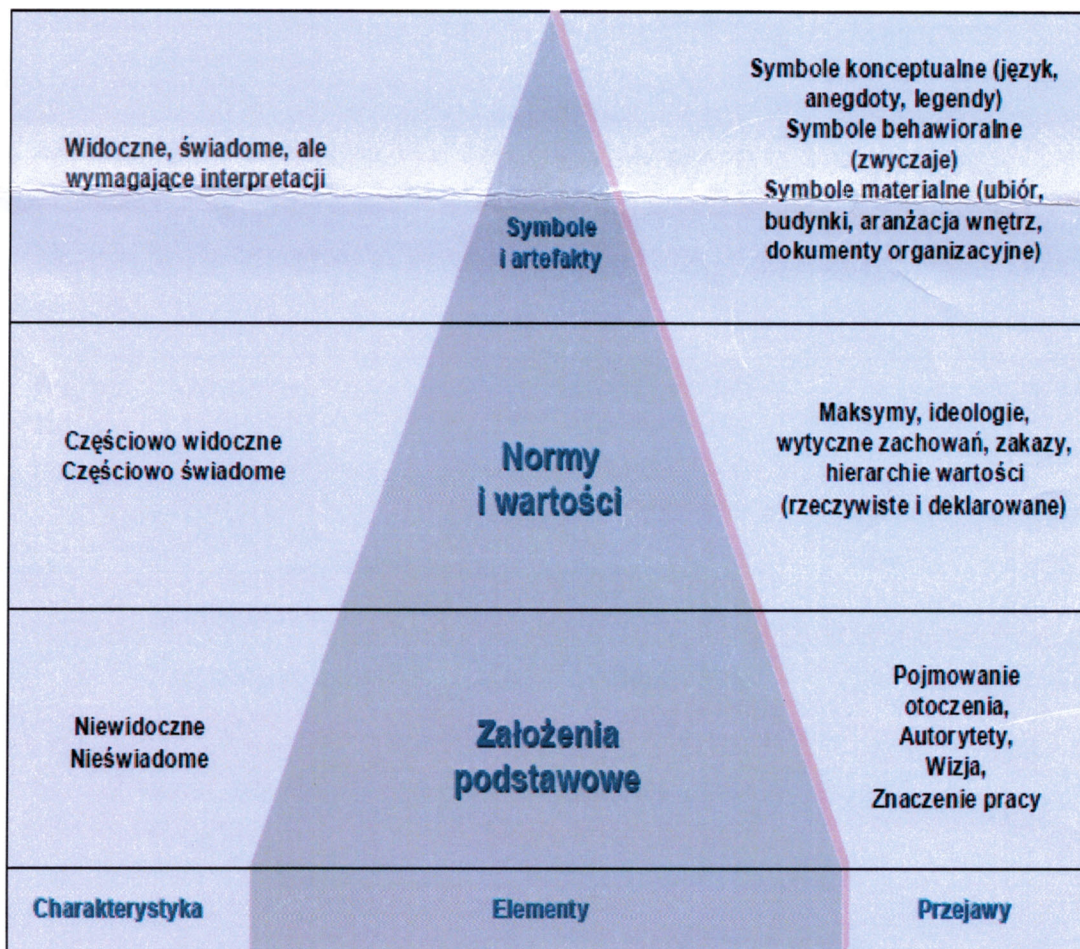 Widoczne, świadome, ale
wymagające interpretacji
Symbole
i artefakty
Symbole konceptualne (język,
anegdoty, legendy)
Symbole behawioralne
(zwyczaje)
Symbole materialne (ubiór,
budynki, aranżacja wnętrz,
dokumenty organizacyjne)
Częściowo widoczne
Częściowo świadome
Normy
i wartości
Maksymy, ideologie,
wytyczne zachowań, zakazy,
hierarchie wartości
(rzeczywiste i deklarowane)
Niewidoczne
Nieświadome
Założenia
podstawowe
Pojmowanie
otoczenia,
Autorytety,
Wizja,
Znaczenie pracy
Charakterystyka
Elementy
Przejawy